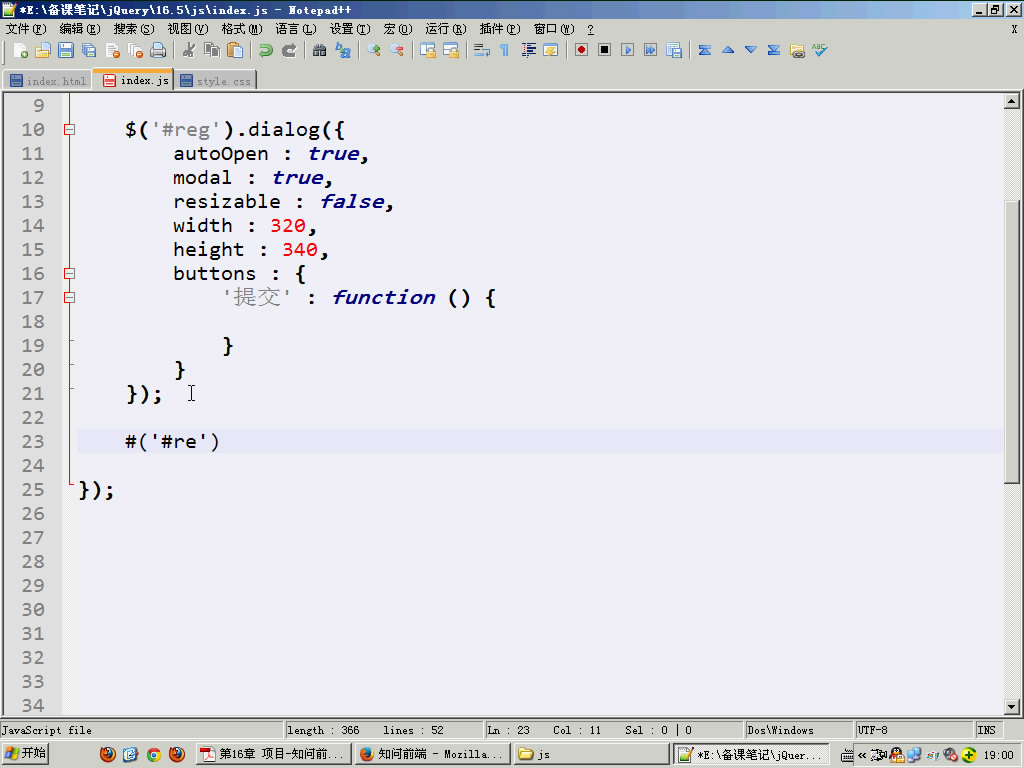 *E:\备课笔记\jQuery\16.5\js\index.js - Notepad++
文件(F) 编辑(E) 搜索(S) 视图(V) 格式(M) 语言(L) 设置(T) 宏(O) 运行(R) 插件(P) 窗口(W) ? X
index.html index.js style.css
9
10 $('#reg').dialog({
11 autoOpen : true,
12 modal : true,
13 resizable : false,
14 width : 320,
15 height : 340,
16 buttons : {
17 '提交' : function () {
18
19 }
20 }
21 });
22
23 #('#re')
24
25 });
26
27
28
29
30
31
32
33
34
JavaScript file length : 366 lines : 52 Ln : 23 Col : 11 Sel : 0 | 0 Dos\Windows UTF-8 INS
开始 第16章 项目-知问前... 知问前端 - Mozilla... js *E:\备课笔记\jQuer... « 19:00